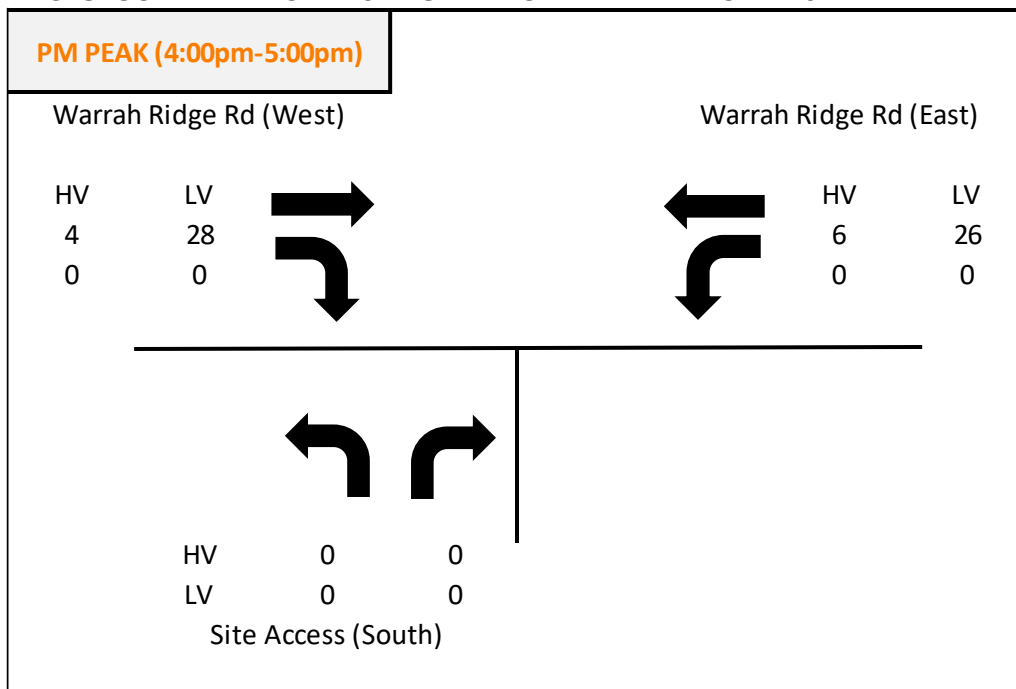 PM PEAK (4:00pm-5:00pm)
Warrah Ridge Rd (West) Warrah Ridge Rd (East)
HV LV HV LV
4 28 6 26
0 0 0 0
HV 0 0
LV 0 0
Site Access (South)